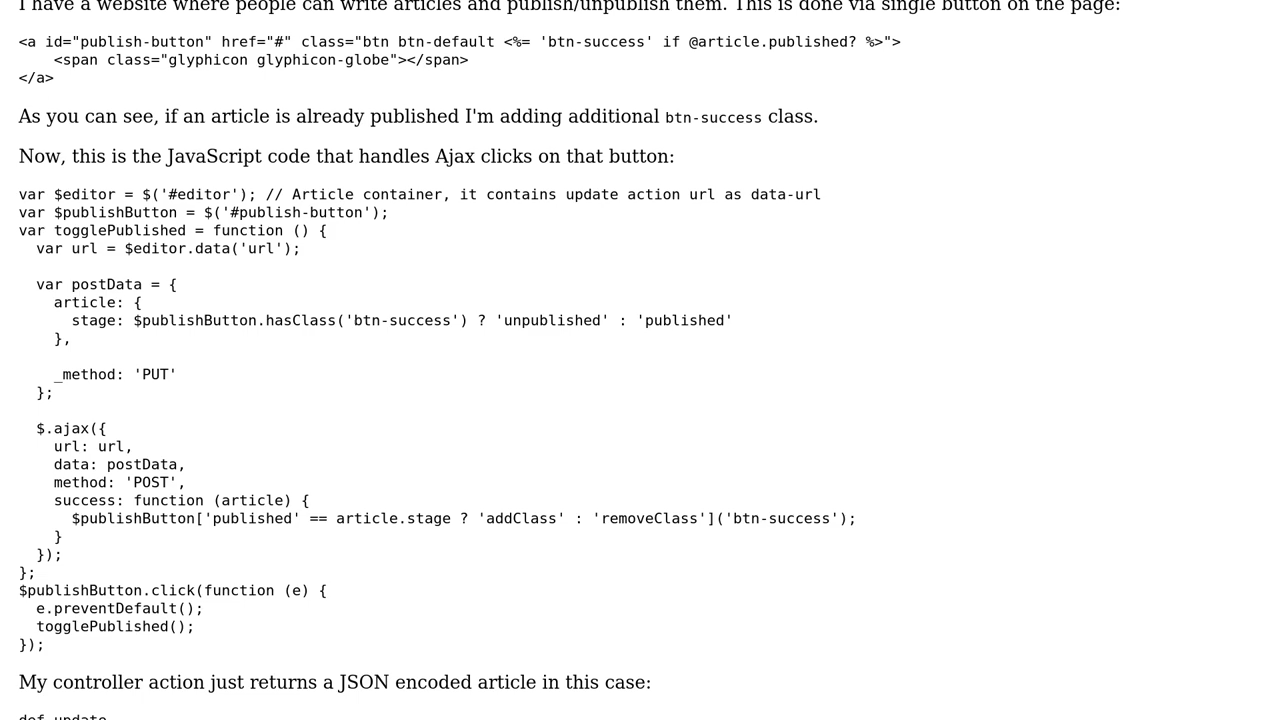 I have a website where people can write articles and publish/unpublish them. This is done via single button on the page:
<a id="publish-button" href="#" class="btn btn-default <%= 'btn-success' if @article.published? %>">
    <span class="glyphicon glyphicon-globe"></span>
</a>
As you can see, if an article is already published I'm adding additional btn-success class.
Now, this is the JavaScript code that handles Ajax clicks on that button:
var $editor = $('#editor'); // Article container, it contains update action url as data-url
var $publishButton = $('#publish-button');
var togglePublished = function () {
  var url = $editor.data('url');
  var postData = {
    article: {
      stage: $publishButton.hasClass('btn-success') ? 'unpublished' : 'published'
    },
    _method: 'PUT'
  };
  $.ajax({
    url: url,
    data: postData,
    method: 'POST',
    success: function (article) {
      $publishButton['published' == article.stage ? 'addClass' : 'removeClass']('btn-success');
    }
  });
};
$publishButton.click(function (e) {
  e.preventDefault();
  togglePublished();
});
My controller action just returns a JSON encoded article in this case:
def update